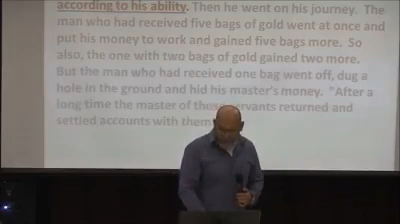 according to his ability. Then he went on his journey. The
man who had received five bags of gold went at once and
put his money to work and gained five bags more. So
also, the one with two bags of gold gained two more.
But the man who had received one bag went off, dug a
hole in the ground and hid his master's money. "After a
long time the master of those servants returned and
settled accounts with them